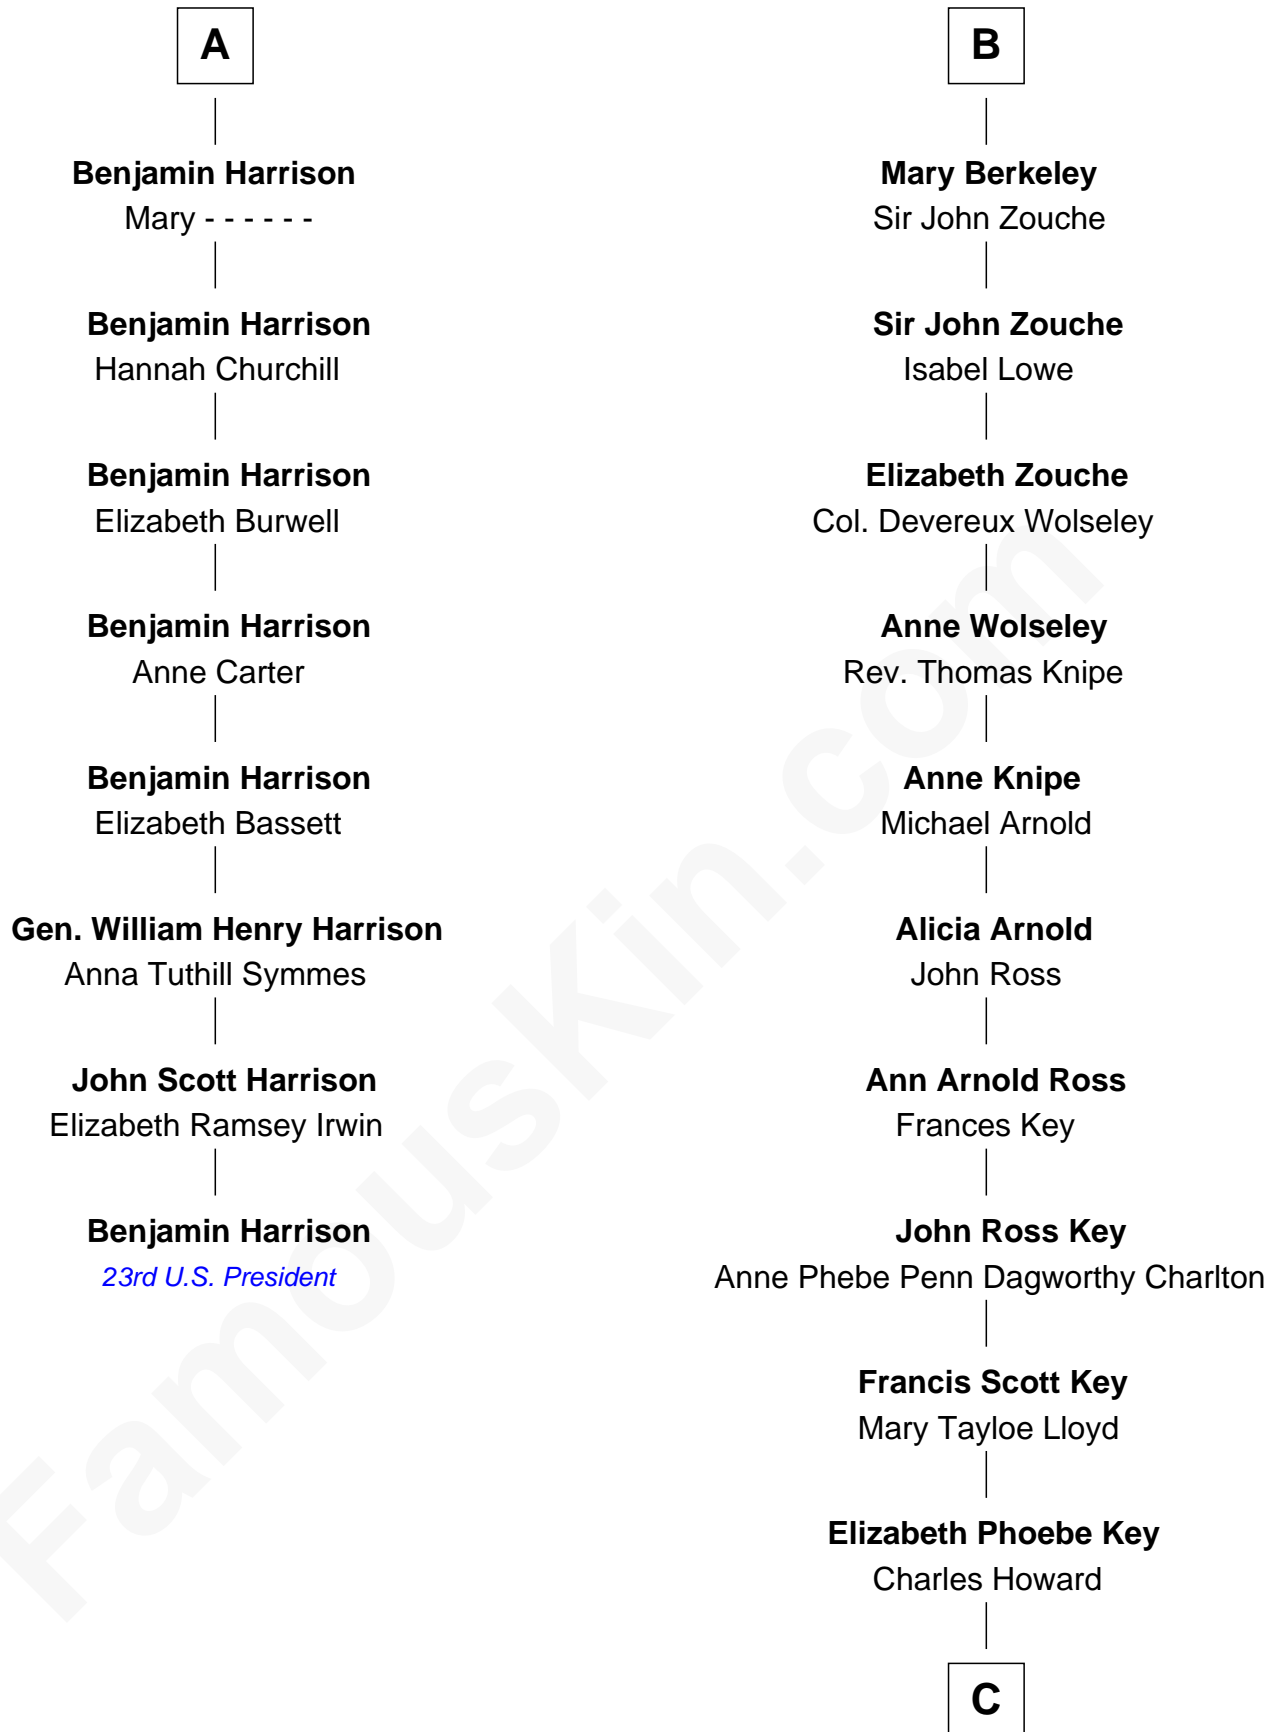 A
Benjamin Harrison
Mary - - - - - -
Benjamin Harrison
Hannah Churchill
Benjamin Harrison
Elizabeth Burwell
Benjamin Harrison
Anne Carter
Benjamin Harrison
Elizabeth Bassett
Gen. William Henry Harrison
Anna Tuthill Symmes
John Scott Harrison
Elizabeth Ramsey Irwin
Benjamin Harrison
23rd U.S. President
B
Mary Berkeley
Sir John Zouche
Sir John Zouche
Isabel Lowe
Elizabeth Zouche
Col. Devereux Wolseley
Anne Wolseley
Rev. Thomas Knipe
Anne Knipe
Michael Arnold
Alicia Arnold
John Ross
Ann Arnold Ross
Frances Key
John Ross Key
Anne Phebe Penn Dagworthy Charlton
Francis Scott Key
Mary Tayloe Lloyd
Elizabeth Phoebe Key
Charles Howard
C
FamousKin.com